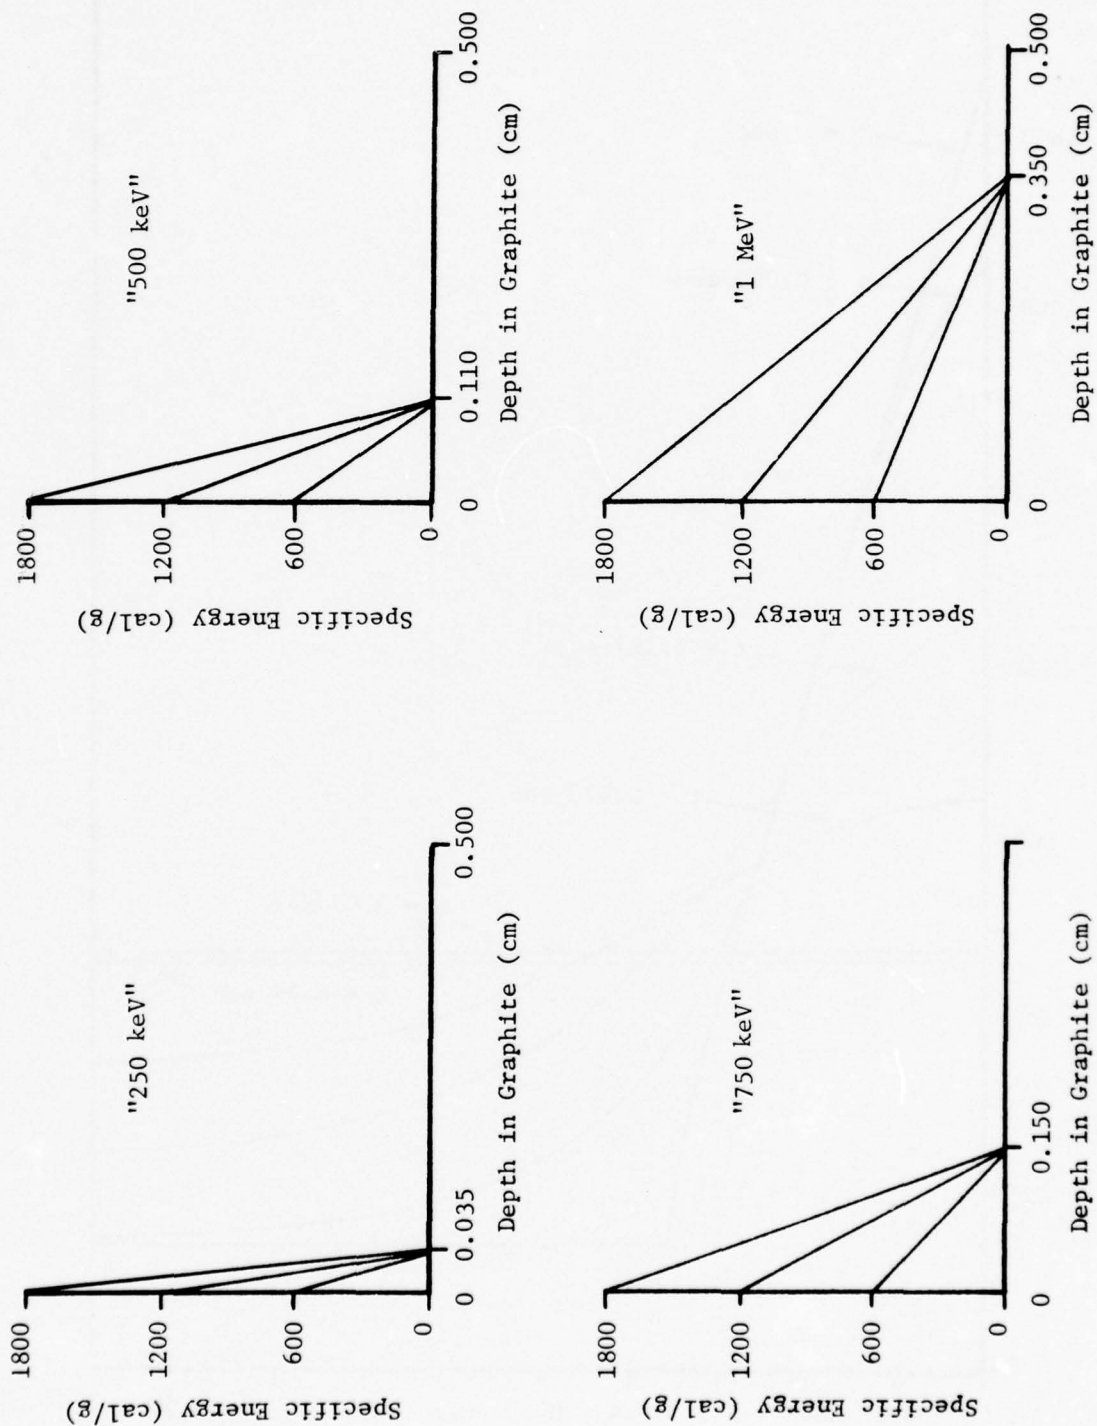 "250 keV"
1800
1200
600
0
Specific Energy (cal/g)
0
0.035
0.500
Depth in Graphite (cm)
"500 keV"
1800
1200
600
0
Specific Energy (cal/g)
0
0.110
0.500
Depth in Graphite (cm)
"750 keV"
1800
1200
600
0
Specific Energy (cal/g)
0
0.150
Depth in Graphite (cm)
"1 MeV"
1800
1200
600
0
Specific Energy (cal/g)
0
0.350
0.500
Depth in Graphite (cm)